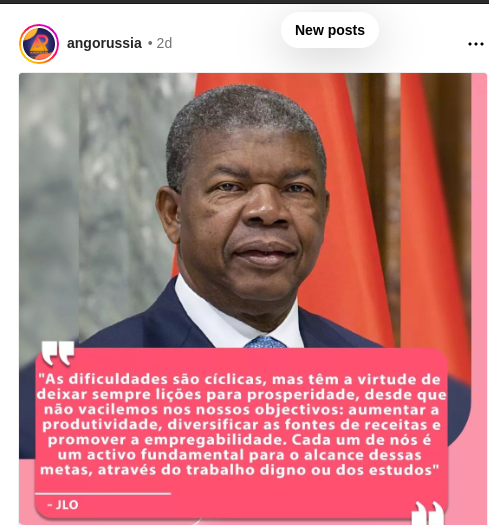 angorussia • 2d
New posts
"As dificuldades são cíclicas, mas têm a virtude de
deixar sempre lições para prosperidade, desde que
não vacilemos nos nossos objectivos: aumentar a
produtividade, diversificar as fontes de receitas e
promover a empregabilidade. Cada um de nós é
um activo fundamental para o alcance dessas
metas, através do trabalho digno ou dos estudos"
- JLO